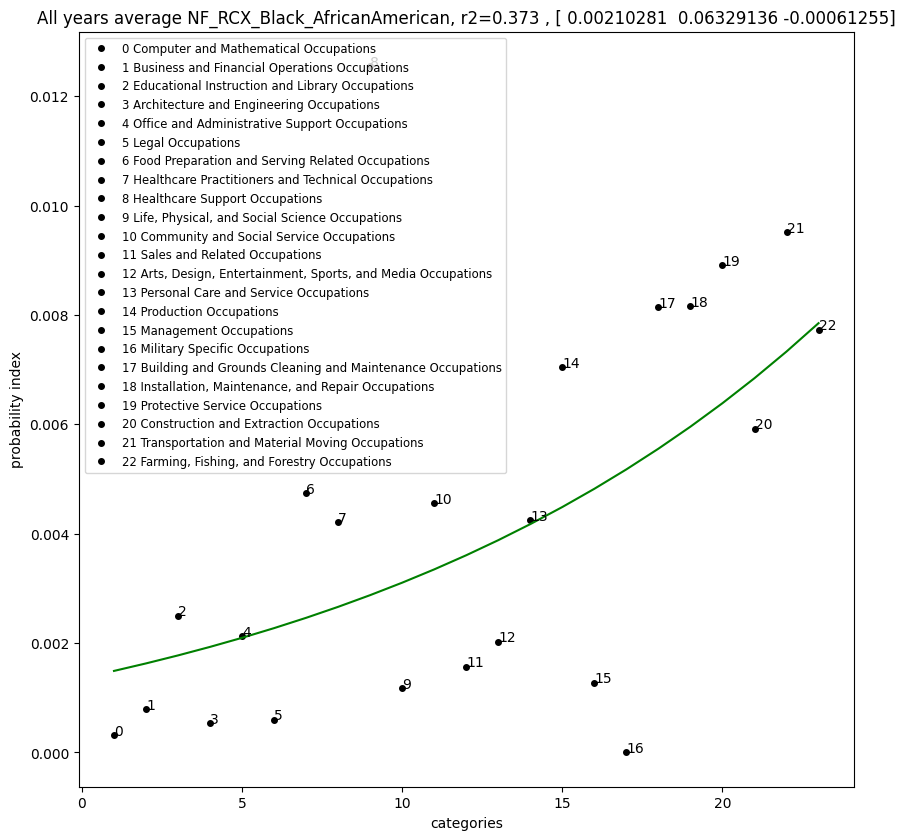 All years average NF_RCX_Black_AfricanAmerican, r2=0.373 , [ 0.00210281  0.06329136 -0.00061255]
0 Computer and Mathematical Occupations
1 Business and Financial Operations Occupations
2 Educational Instruction and Library Occupations
3 Architecture and Engineering Occupations
4 Office and Administrative Support Occupations
5 Legal Occupations
6 Food Preparation and Serving Related Occupations
7 Healthcare Practitioners and Technical Occupations
8 Healthcare Support Occupations
9 Life, Physical, and Social Science Occupations
10 Community and Social Service Occupations
11 Sales and Related Occupations
12 Arts, Design, Entertainment, Sports, and Media Occupations
13 Personal Care and Service Occupations
14 Production Occupations
15 Management Occupations
16 Military Specific Occupations
17 Building and Grounds Cleaning and Maintenance Occupations
18 Installation, Maintenance, and Repair Occupations
19 Protective Service Occupations
20 Construction and Extraction Occupations
21 Transportation and Material Moving Occupations
22 Farming, Fishing, and Forestry Occupations
8
0.012
0.010
0.008
0.006
0.004
0.002
0.000
probability index
21
19
17
18
22
14
20
6
10
7
13
2
4
12
11
15
9
1
5
3
0
16
0
5
10
15
20
categories